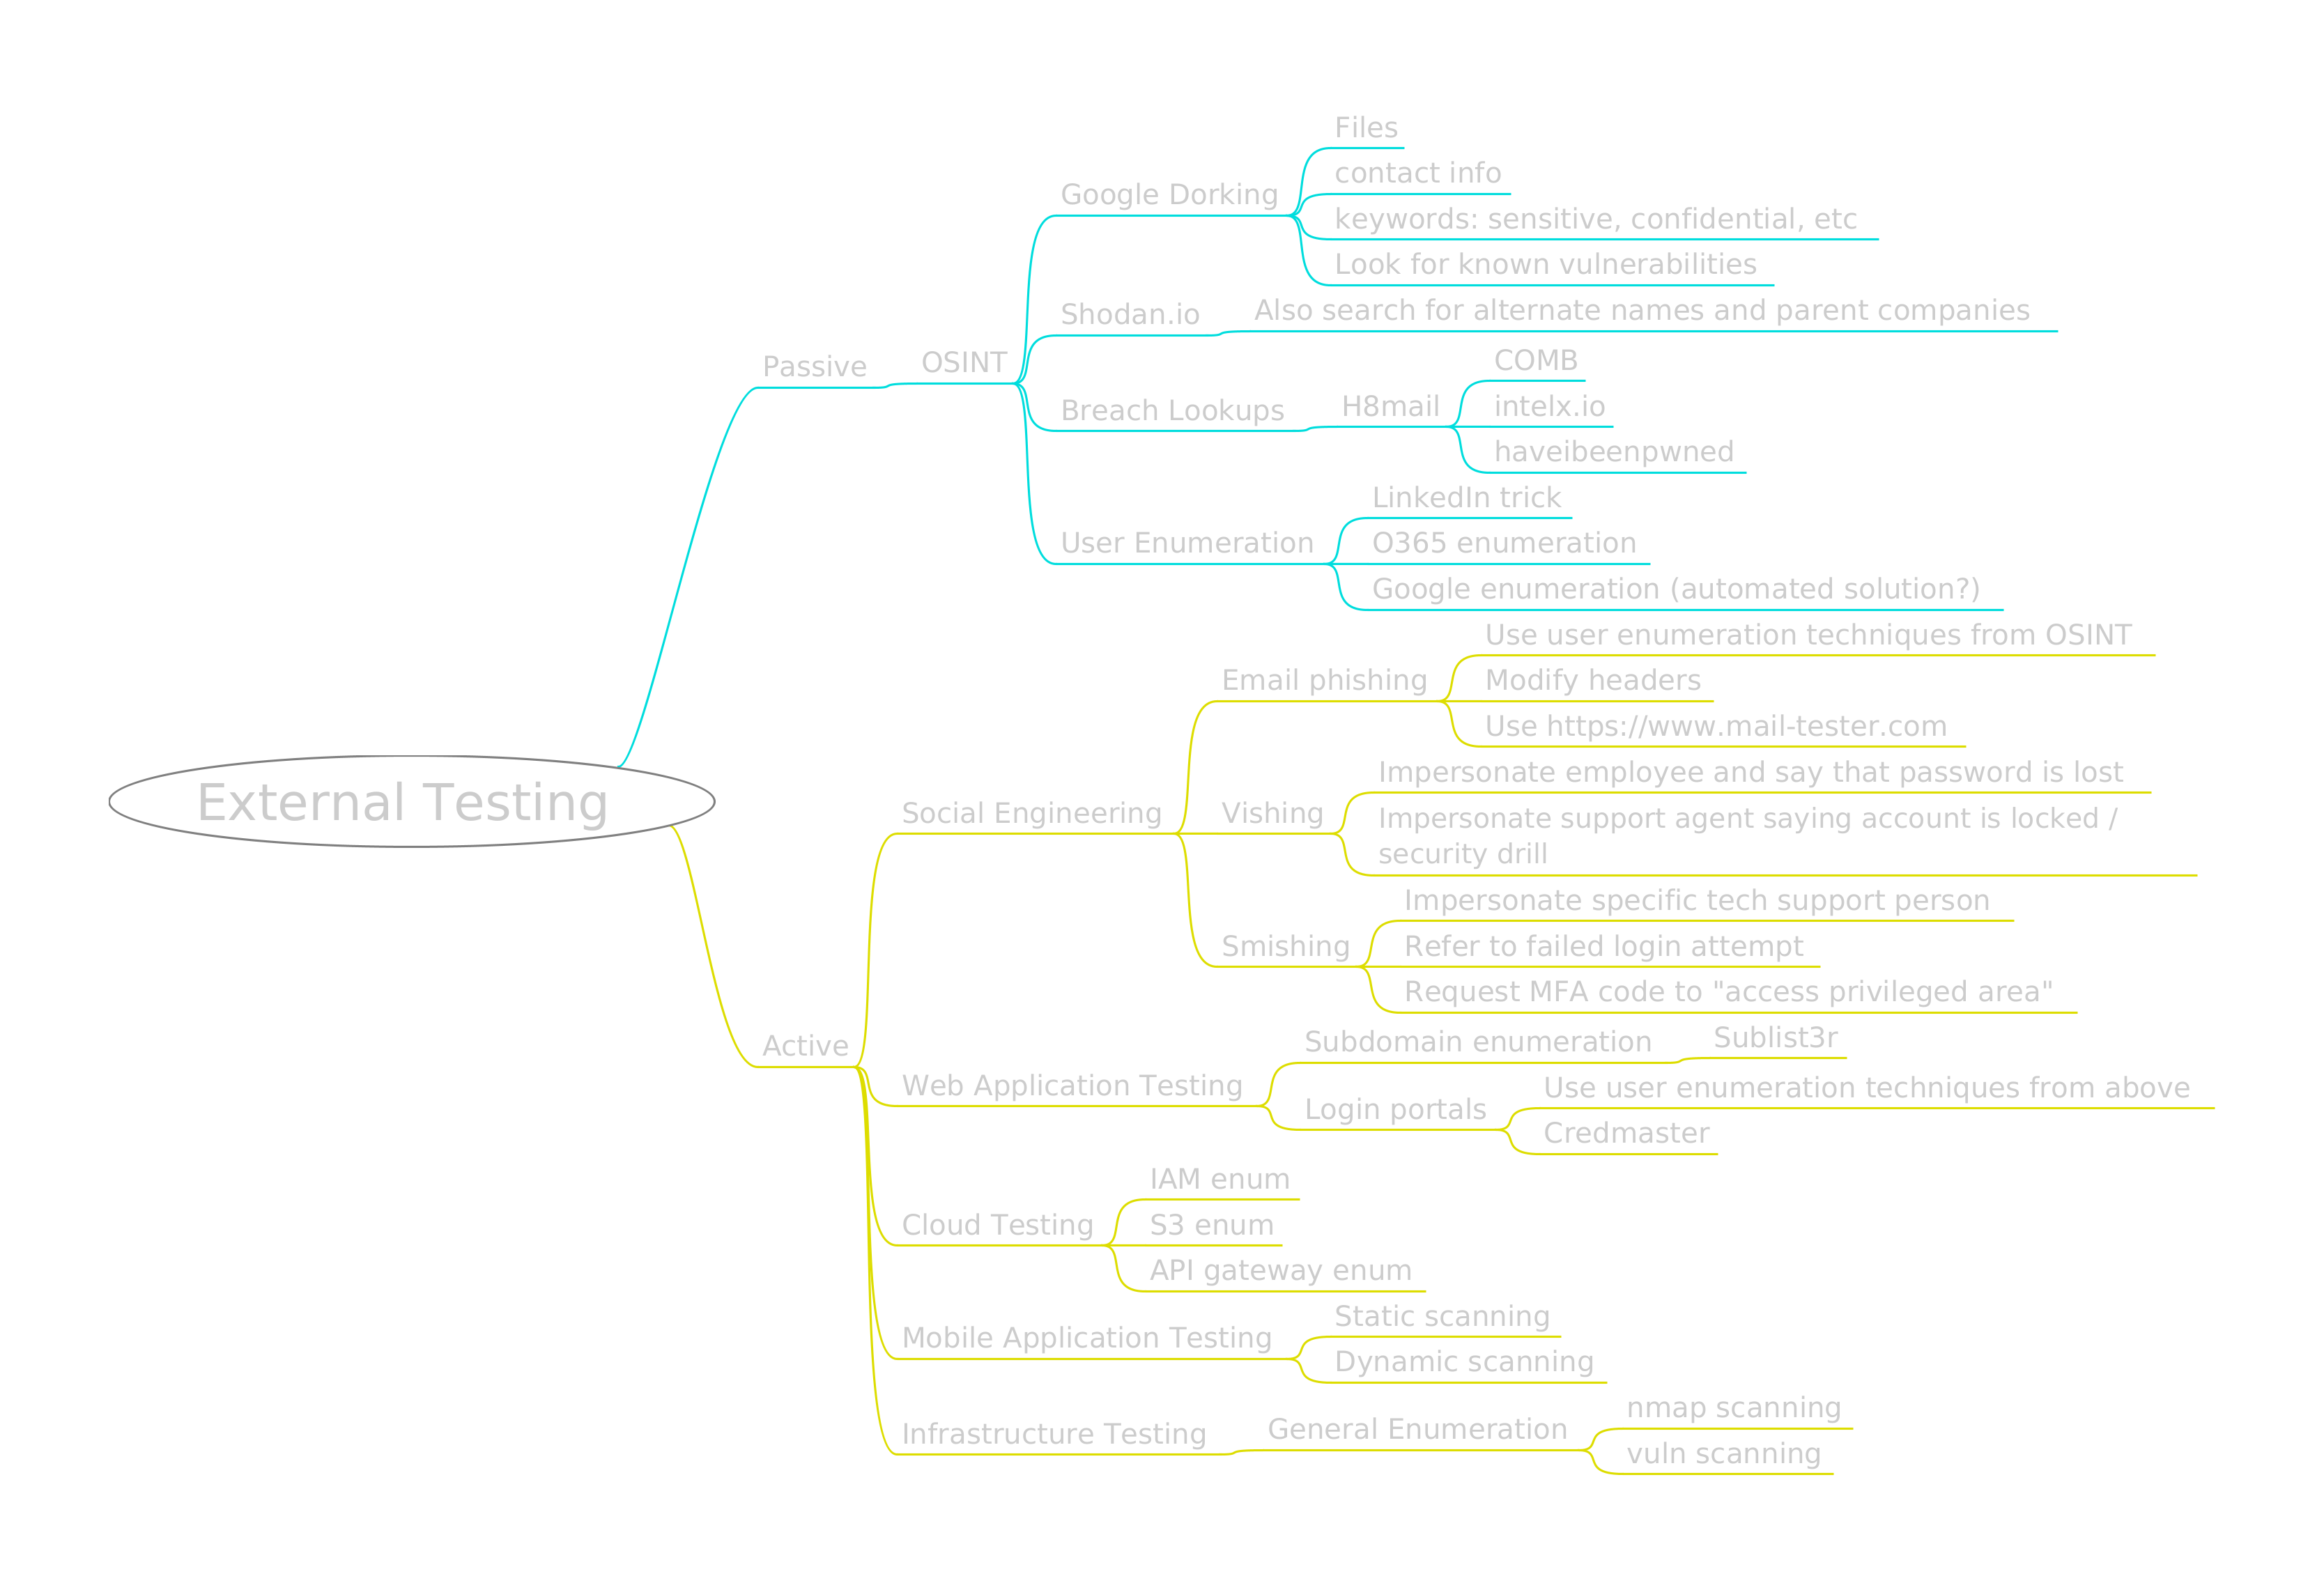 External Testing
Passive
OSINT
Google Dorking
Files
contact info
keywords: sensitive, confidential, etc
Look for known vulnerabilities
Shodan.io
Also search for alternate names and parent companies
Breach Lookups
H8mail
COMB
intelx.io
haveibeenpwned
User Enumeration
LinkedIn trick
O365 enumeration
Google enumeration (automated solution?)
Active
Social Engineering
Email phishing
Use user enumeration techniques from OSINT
Modify headers
Use https://www.mail-tester.com
Vishing
Impersonate employee and say that password is lost
Impersonate support agent saying account is locked /
security drill
Smishing
Impersonate specific tech support person
Refer to failed login attempt
Request MFA code to "access privileged area"
Web Application Testing
Subdomain enumeration
Sublist3r
Login portals
Use user enumeration techniques from above
Credmaster
Cloud Testing
IAM enum
S3 enum
API gateway enum
Mobile Application Testing
Static scanning
Dynamic scanning
Infrastructure Testing
General Enumeration
nmap scanning
vuln scanning